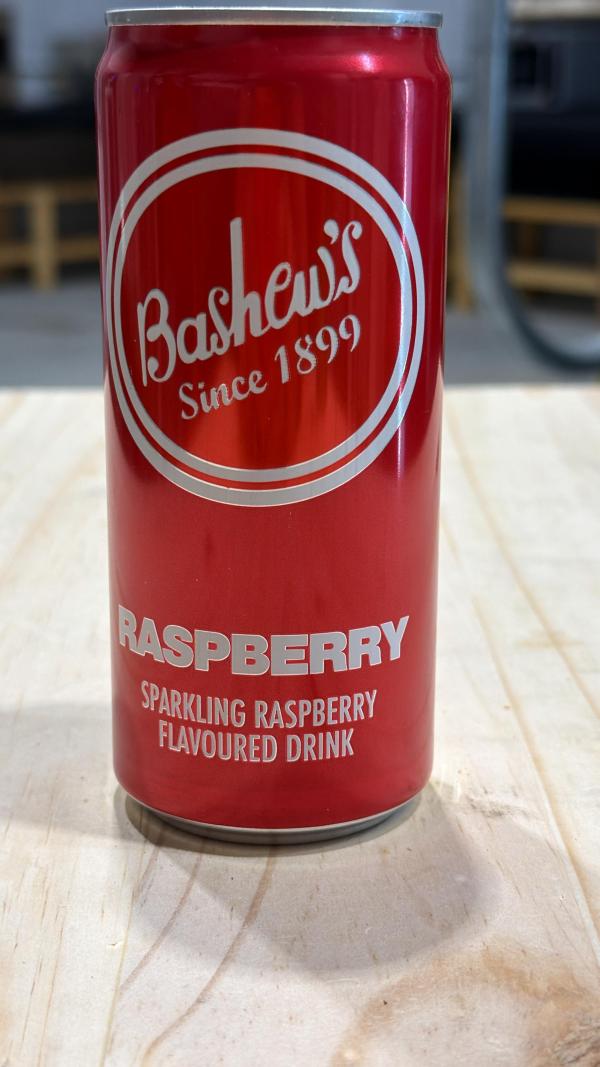 Bashew's
Since 1899
RASPBERRY
SPARKLING RASPBERRY
FLAVOURED DRINK